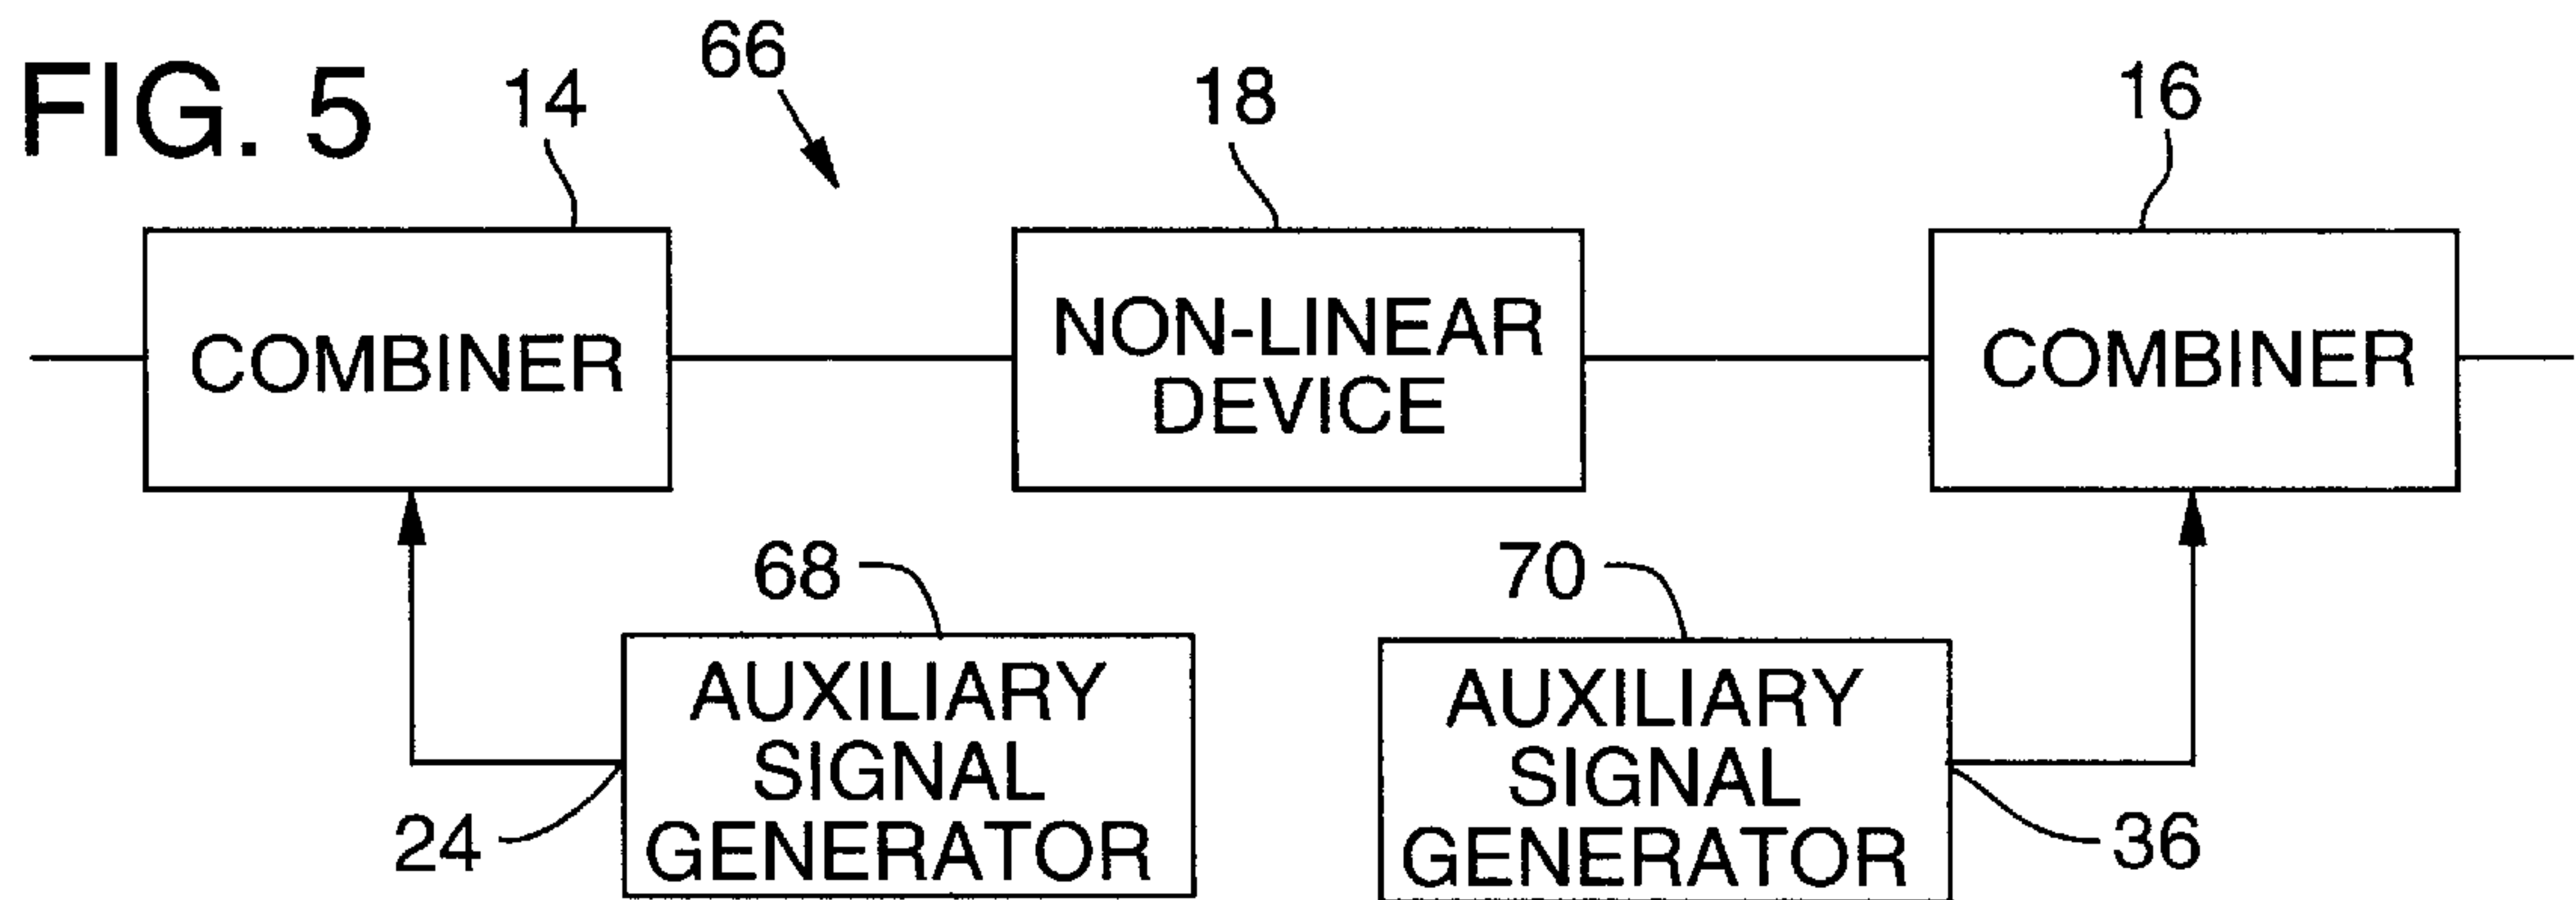 FIG. 5
14
66
18
16
COMBINER
NON-LINEAR
DEVICE
COMBINER
68
70
AUXILIARY
SIGNAL
GENERATOR
AUXILIARY
SIGNAL
GENERATOR
24
36